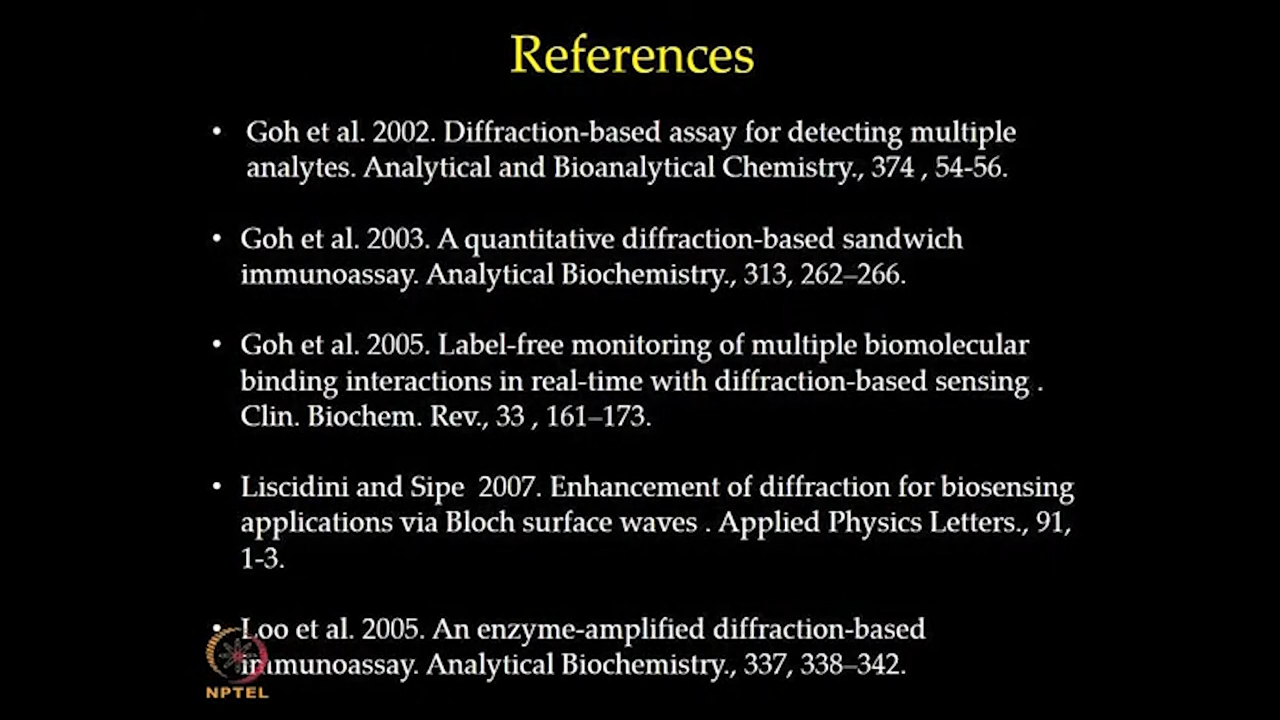 References
• Goh et al. 2002. Diffraction-based assay for detecting multiple
analytes. Analytical and Bioanalytical Chemistry., 374 , 54-56.
• Goh et al. 2003. A quantitative diffraction-based sandwich
immunoassay. Analytical Biochemistry., 313, 262–266.
• Goh et al. 2005. Label-free monitoring of multiple biomolecular
binding interactions in real-time with diffraction-based sensing .
Clin. Biochem. Rev., 33 , 161–173.
• Liscidini and Sipe 2007. Enhancement of diffraction for biosensing
applications via Bloch surface waves . Applied Physics Letters., 91,
1-3.
• Loo et al. 2005. An enzyme-amplified diffraction-based
immunoassay. Analytical Biochemistry., 337, 338–342.
NPTEL